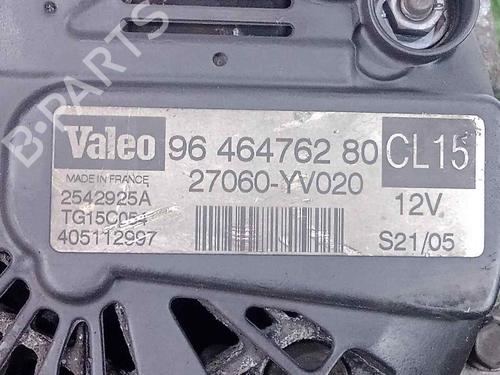 Valeo 96 464762 80 CL15
MADE IN FRANCE 27060-YV020
2542925A 12V
TG15C054
405112997 S21/05
B-PARTS